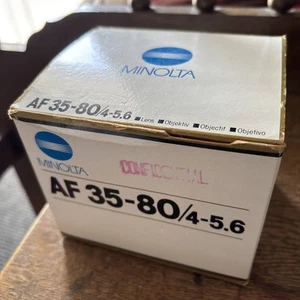 MINOLTA
AF 35-80/4-5.6 ■Lens ■Objektiv ■Objectif ■Objetivo
MINOLTA
CONFIDENTIAL
AF 35-80/4-5.6